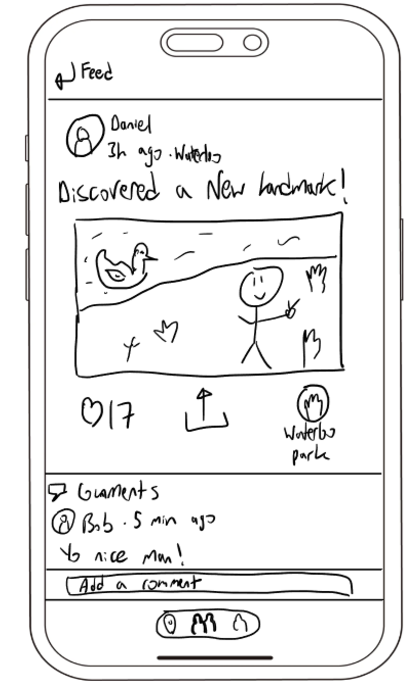 Feed
Daniel
3h ago · Waterloo
Discovered a New landmark!
17
Waterloo
park
Comments
Bob · 5 min ago
Yo nice man!
Add a comment